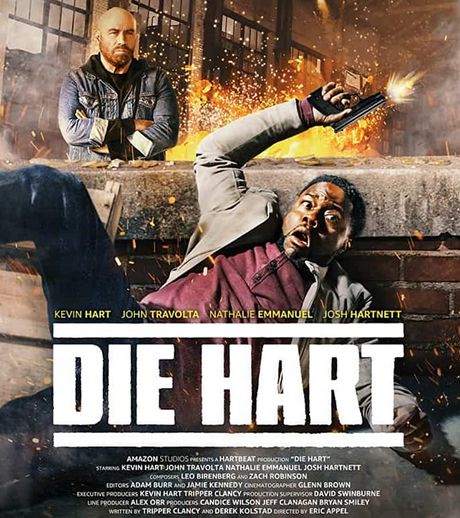 KEVIN HART JOHN TRAVOLTA NATHALIE EMMANUEL JOSH HARTNETT
DIE HART
AMAZON STUDIOS PRESENTS A HARTBEAT PRODUCTION "DIE HART"
STARRING KEVIN HART JOHN TRAVOLTA NATHALIE EMMANUEL JOSH HARTNETT
COMPOSERS LEO BIRENBERG AND ZACH ROBINSON
EDITORS ADAM BURR AND JAMIE KENNEDY CINEMATOGRAPHER GLENN BROWN
EXECUTIVE PRODUCERS KEVIN HART TRIPPER CLANCY PRODUCTION SUPERVISOR DAVID SWINBURNE
LINE PRODUCERS ALEX ORR PRODUCERS CANDICE WILSON JEFF CLANAGAN BRYAN SMILEY
WRITTEN BY TRIPPER CLANCY AND DEREK KOLSTAD DIRECTED BY ERIC APPEL